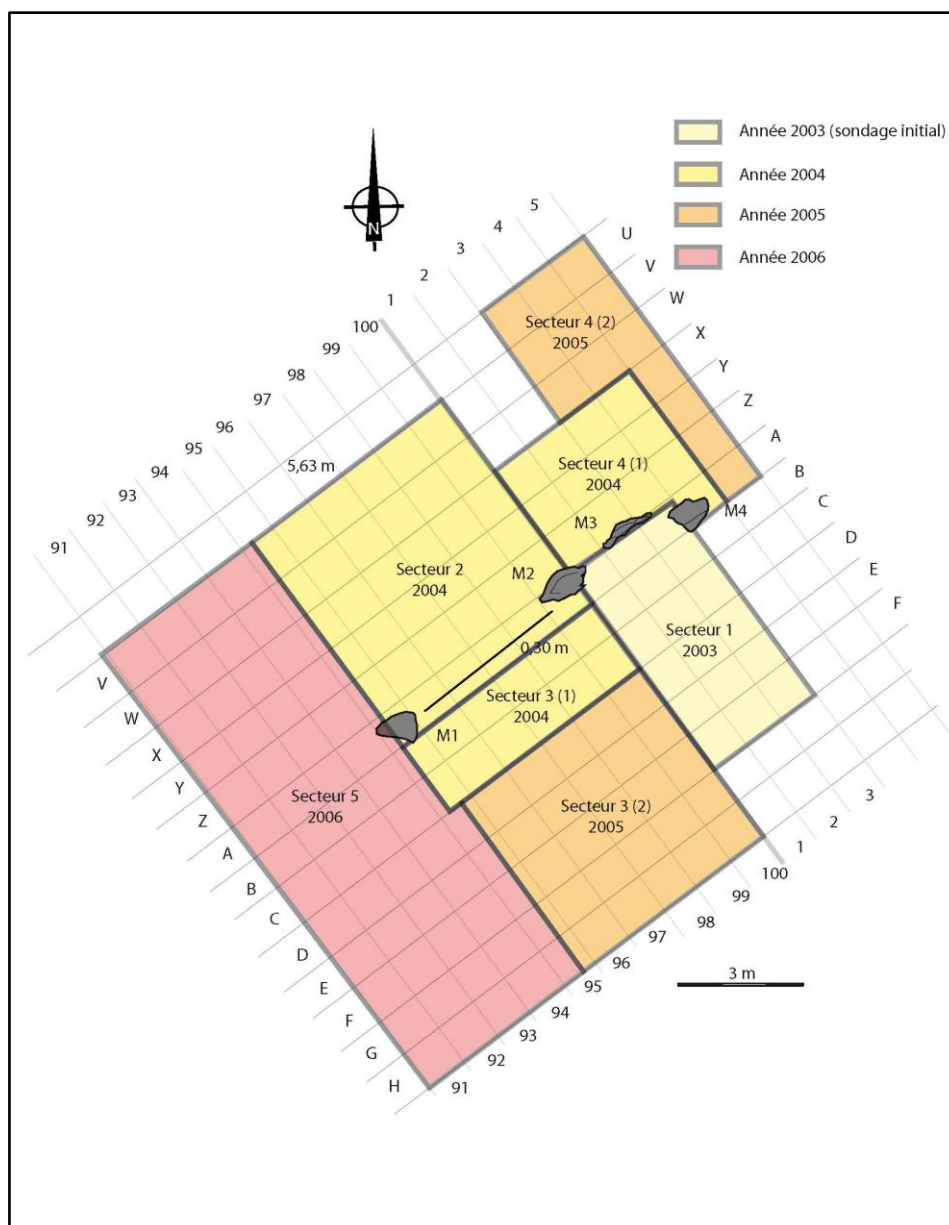 Année 2003 (sondage initial)
Année 2004
Année 2005
Année 2006
N
5
4
3
2
1
100
99
98
97
96
95
94
93
92
91
U
V
W
X
Y
Z
A
B
C
D
E
F
5,63 m
Secteur 4 (2)
2005
Secteur 4 (1)
2004
M3
M4
Secteur 2
2004
M2
Secteur 1
2003
0,30 m
Secteur 3 (1)
2004
M1
Secteur 5
2006
Secteur 3 (2)
2005
V
W
X
Y
Z
A
B
C
D
E
F
G
H
3
2
1
100
99
98
97
96
95
94
93
92
91
3 m